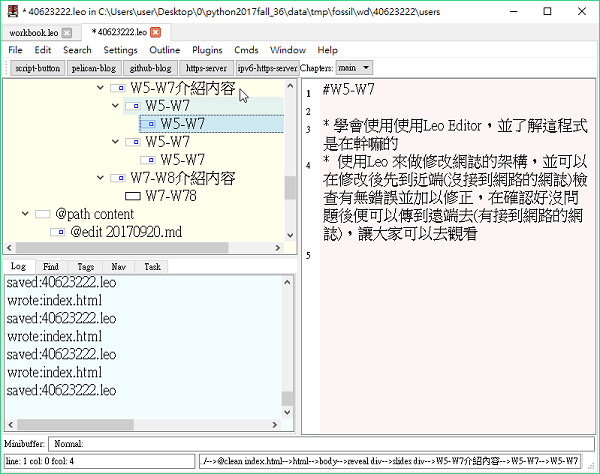 * 40623222.leo in C:\Users\user\Desktop\0\python2017fall_36\data\tmp\fossil\wd\40623222\users
workbook.leo
* 40623222.leo
File Edit Search Settings Outline Plugins Cmds Window Help
script-button pelican-blog github-blog https-server ipv6-https-server Chapters: main
W5-W7介紹內容
W5-W7
W5-W7
W5-W7
W5-W7
W7-W8介紹內容
W7-W78
@path content
@edit 20170920.md
Log Find Tags Nav Task
saved:40623222.leo
wrote:index.html
saved:40623222.leo
wrote:index.html
saved:40623222.leo
wrote:index.html
saved:40623222.leo
1 #W5-W7
2
3 * 學會使用使用Leo Editor，並了解這程式
是在幹嘛的
4 * 使用Leo 來做修改網誌的架構，並可以
在修改後先到近端(沒接到網路的網誌)檢
查有無錯誤並加以修正，在確認好沒問
題後便可以傳到遠端去(有接到網路的網
誌)，讓大家可以去觀看
5
Minibuffer: Normal:
line: 1 col: 0 fcol: 4
/-->@clean index.html-->html-->body-->reveal div-->slides div-->W5-W7介紹內容-->W5-W7-->W5-W7